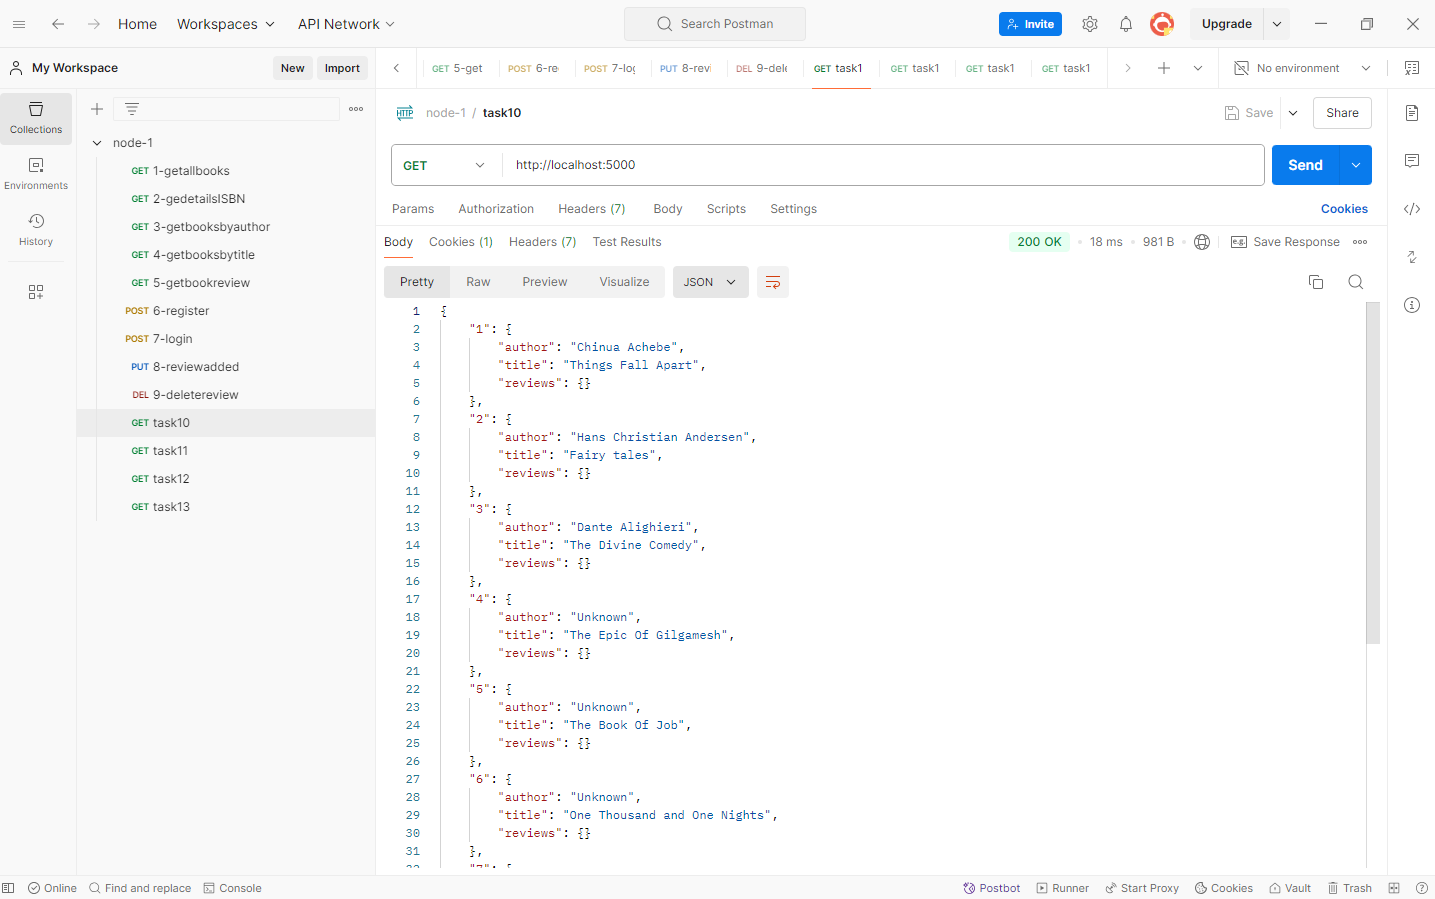 Home Workspaces API Network Search Postman Invite Upgrade
My Workspace New Import
GET 5-get POST 6-re POST 7-log PUT 8-revi DEL 9-dele GET task1 GET task1 GET task1 GET task1 No environment
Collections
Environments
History
node-1
GET 1-getallbooks
GET 2-gedetailsISBN
GET 3-getbooksbyauthor
GET 4-getbooksbytitle
GET 5-getbookreview
POST 6-register
POST 7-login
PUT 8-reviewadded
DEL 9-deletereview
GET task10
GET task11
GET task12
GET task13
HTTP node-1 / task10 Save Share
GET http://localhost:5000 Send
Params Authorization Headers (7) Body Scripts Settings Cookies
Body Cookies (1) Headers (7) Test Results 200 OK 18 ms 981 B e.g. Save Response
Pretty Raw Preview Visualize JSON
1 {
2 "1": {
3 "author": "Chinua Achebe",
4 "title": "Things Fall Apart",
5 "reviews": {}
6 },
7 "2": {
8 "author": "Hans Christian Andersen",
9 "title": "Fairy tales",
10 "reviews": {}
11 },
12 "3": {
13 "author": "Dante Alighieri",
14 "title": "The Divine Comedy",
15 "reviews": {}
16 },
17 "4": {
18 "author": "Unknown",
19 "title": "The Epic Of Gilgamesh",
20 "reviews": {}
21 },
22 "5": {
23 "author": "Unknown",
24 "title": "The Book Of Job",
25 "reviews": {}
26 },
27 "6": {
28 "author": "Unknown",
29 "title": "One Thousand and One Nights",
30 "reviews": {}
31 },
Online Find and replace Console Postbot Runner Start Proxy Cookies Vault Trash